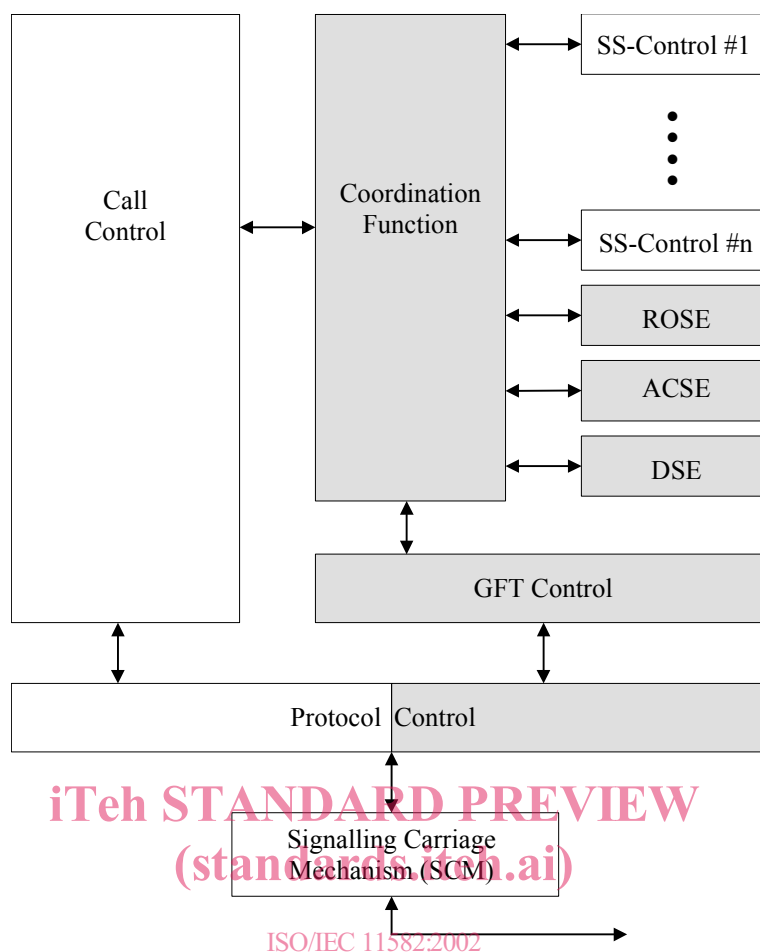 SS-Control #1
Call
Control
Coordination
Function
SS-Control #n
ROSE
ACSE
DSE
GFT Control
Protocol Control
iTeh STANDARD PREVIEW
Signalling Carriage
Mechanism (SCM)
(standards.iteh.ai)
ISO/IEC 11582:2002